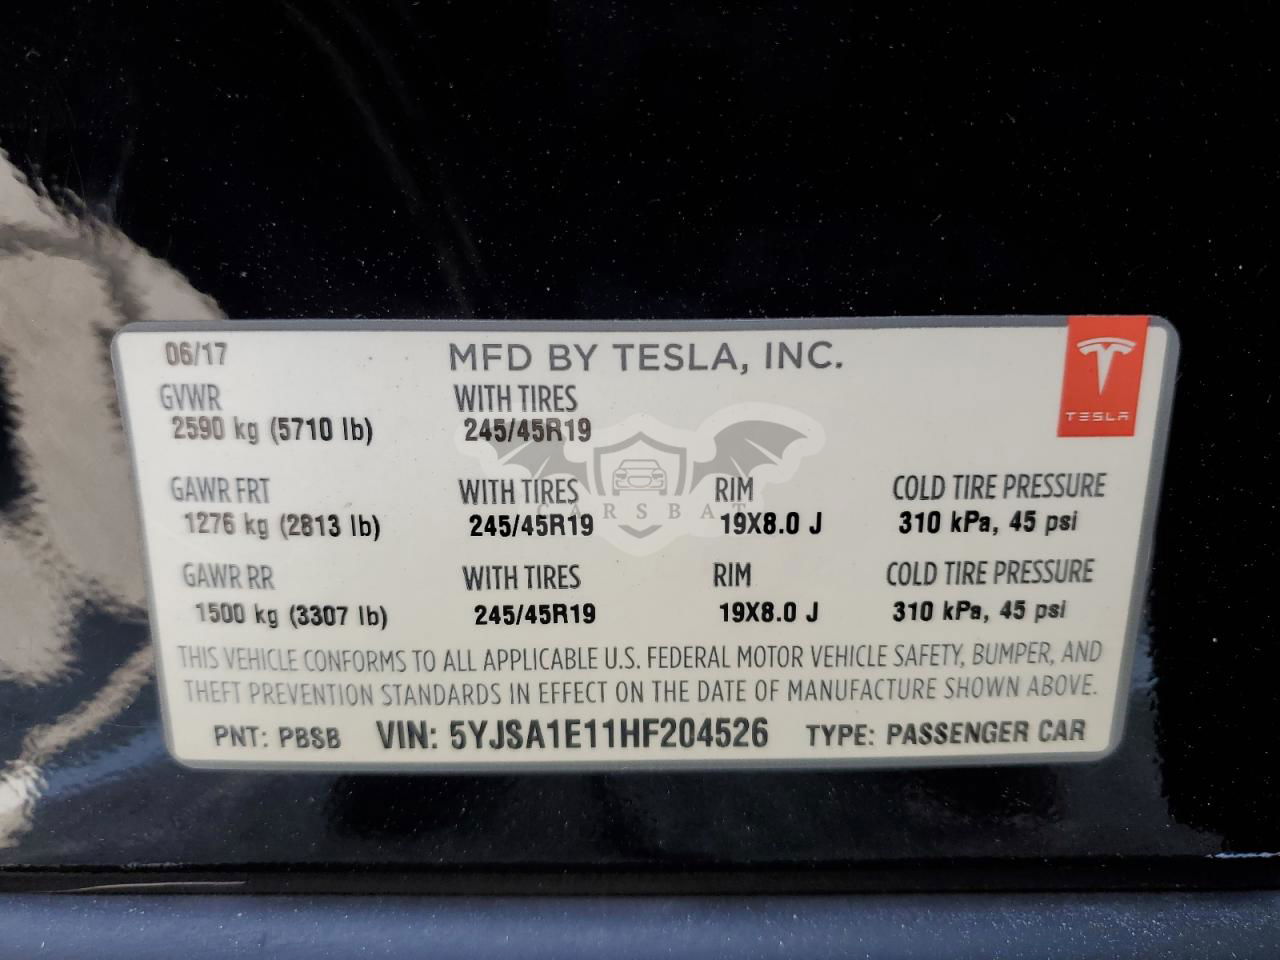 06/17 MFD BY TESLA, INC.
TESLA
GVWR WITH TIRES
2590 kg (5710 lb) 245/45R19
GAWR FRT WITH TIRES RIM COLD TIRE PRESSURE
CARSBAT
1276 kg (2813 lb) 245/45R19 19X8.0 J 310 kPa, 45 psi
GAWR RR WITH TIRES RIM COLD TIRE PRESSURE
1500 kg (3307 lb) 245/45R19 19X8.0 J 310 kPa, 45 psi
THIS VEHICLE CONFORMS TO ALL APPLICABLE U.S. FEDERAL MOTOR VEHICLE SAFETY, BUMPER, AND
THEFT PREVENTION STANDARDS IN EFFECT ON THE DATE OF MANUFACTURE SHOWN ABOVE.
PNT: PBSB VIN: 5YJSA1E11HF204526 TYPE: PASSENGER CAR